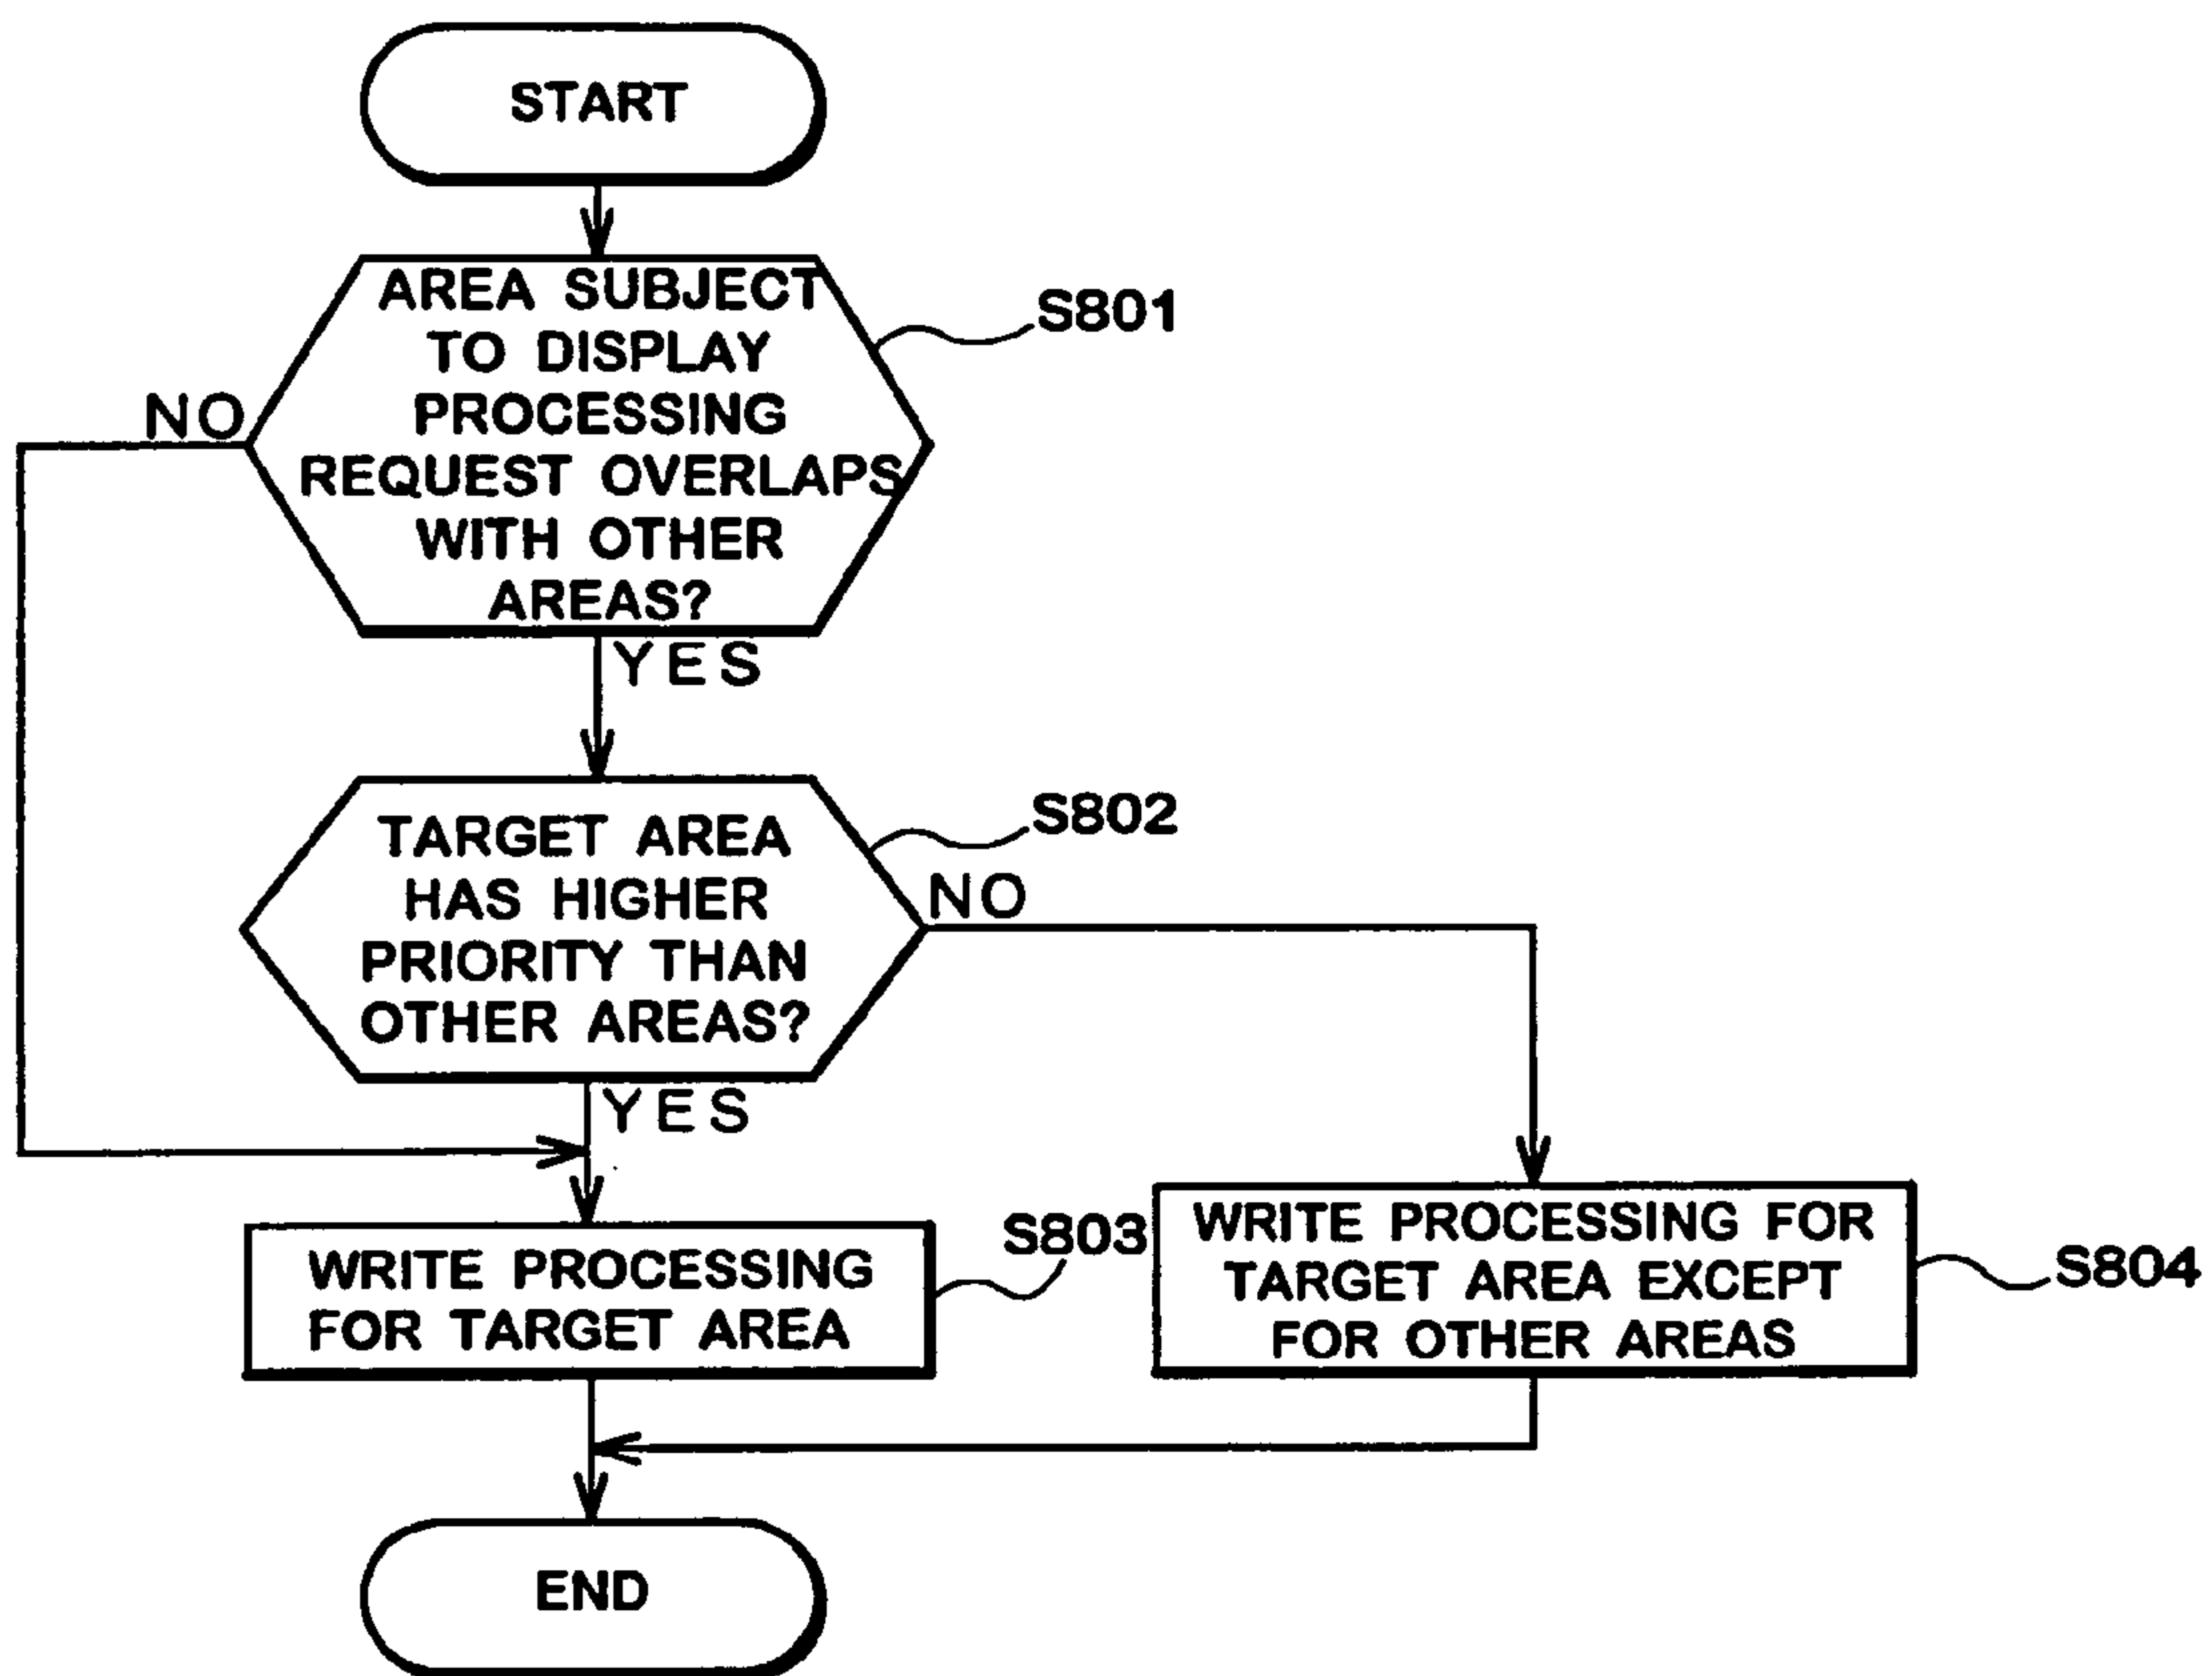 START
AREA SUBJECT
TO DISPLAY
PROCESSING
REQUEST OVERLAPS
WITH OTHER
AREAS?
S801
NO
YES
TARGET AREA
HAS HIGHER
PRIORITY THAN
OTHER AREAS?
S802
NO
YES
WRITE PROCESSING
FOR TARGET AREA
S803
WRITE PROCESSING FOR
TARGET AREA EXCEPT
FOR OTHER AREAS
S804
END